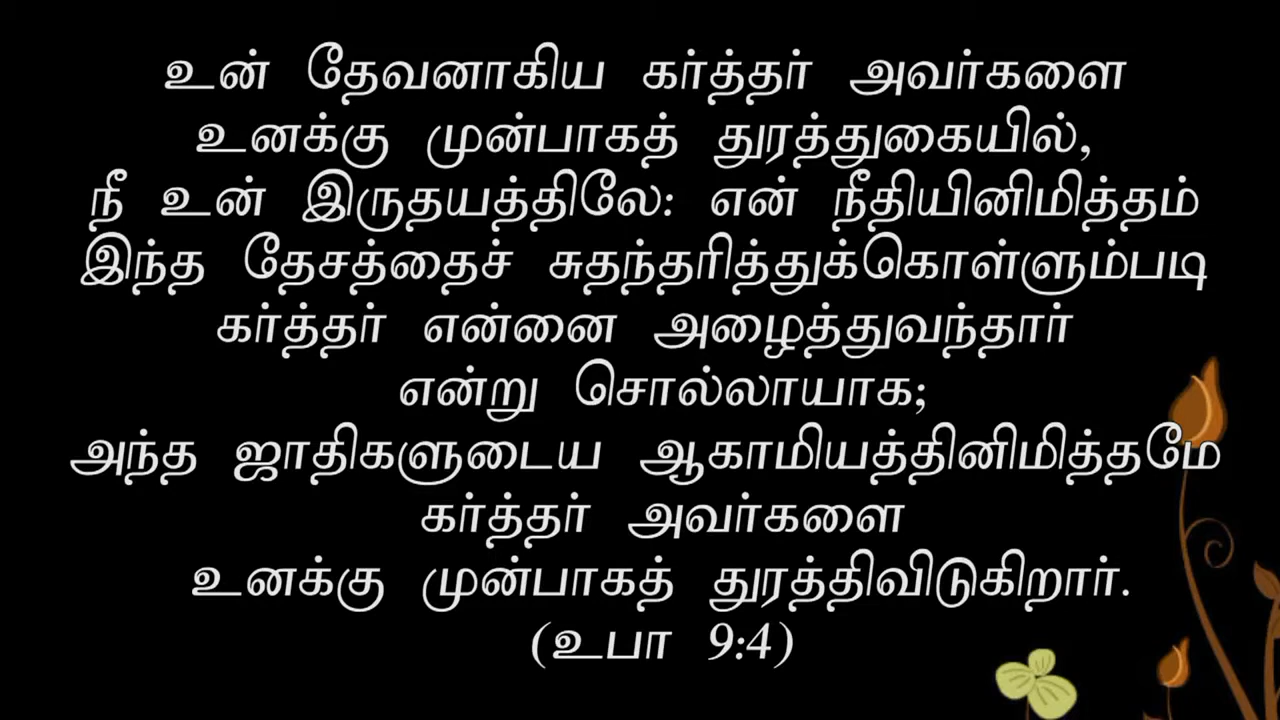 உன் தேவனாகிய கர்த்தர் அவர்களை
உனக்கு முன்பாகத் துரத்துகையில்,
நீ உன் இருதயத்திலே: என் நீதியினிமித்தம்
இந்த தேசத்தைச் சுதந்தரித்துக்கொள்ளும்படி
கர்த்தர் என்னை அழைத்துவந்தார்
என்று சொல்லாயாக;
அந்த ஜாதிகளுடைய ஆகாமியத்தினிமித்தமே
கர்த்தர் அவர்களை
உனக்கு முன்பாகத் துரத்திவிடுகிறார்.
(உபா 9:4)